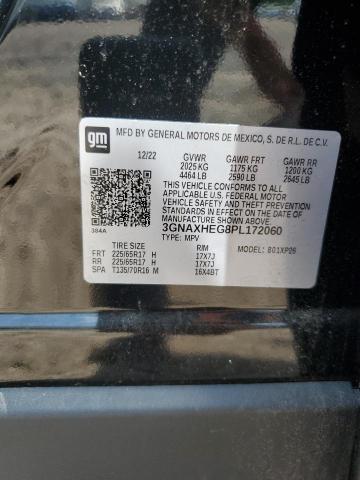 gm
MFD BY GENERAL MOTORS DE MEXICO, S. DE R.L. DE C.V.
12/22 GVWR GAWR FRT GAWR RR
2025 KG 1175 KG 1200 KG
4464 LB 2590 LB 2645 LB
THIS VEHICLE CONFORMS TO ALL APPLICABLE
U.S. FEDERAL MOTOR
VEHICLE SAFETY AND THEFT PREVENTION
STANDARDS IN EFFECT ON THE DATE OF
MANUFACTURE SHOWN ABOVE.
384A 3GNAXHEG8PL172060
TYPE: MPV
TIRE SIZE RIM MODEL: B01XP26
FRT 225/65R17 H 17X7J
RR 225/65R17 H 17X7J
SPA T135/70R16 M 16X4BT